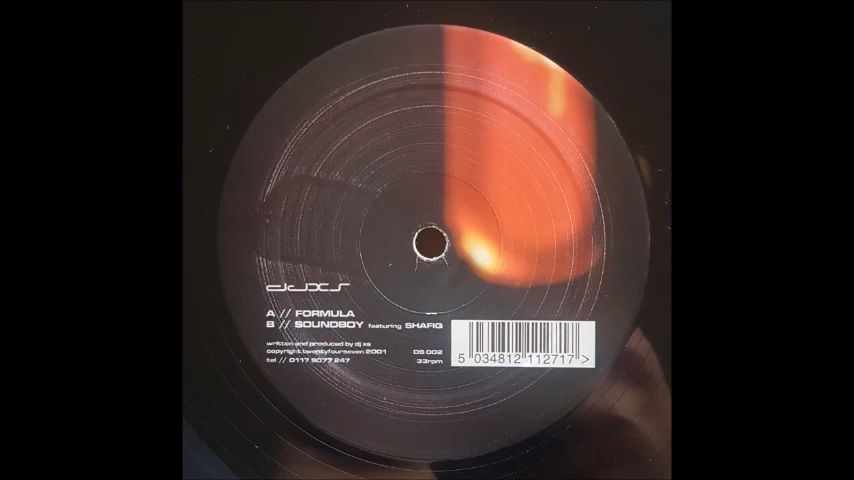 A // FORMULA
B // SOUNDBOY featuring SHAFIQ
written and produced by dj xs
copyright twentyfourseven 2001
tel // 0117 9077 247
DS 002
33rpm
5 034812 112717 >